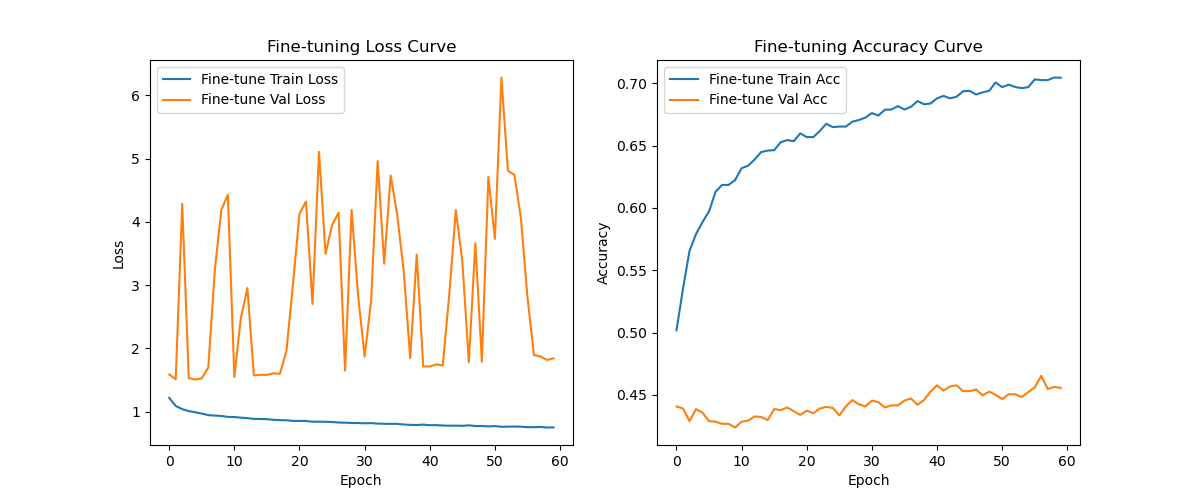 Fine-tuning Loss Curve
Fine-tune Train Loss
Fine-tune Val Loss
6
5
4
3
2
1
Loss
0
10
20
30
40
50
60
Epoch
Fine-tuning Accuracy Curve
Fine-tune Train Acc
Fine-tune Val Acc
0.70
0.65
0.60
0.55
0.50
0.45
Accuracy
0
10
20
30
40
50
60
Epoch